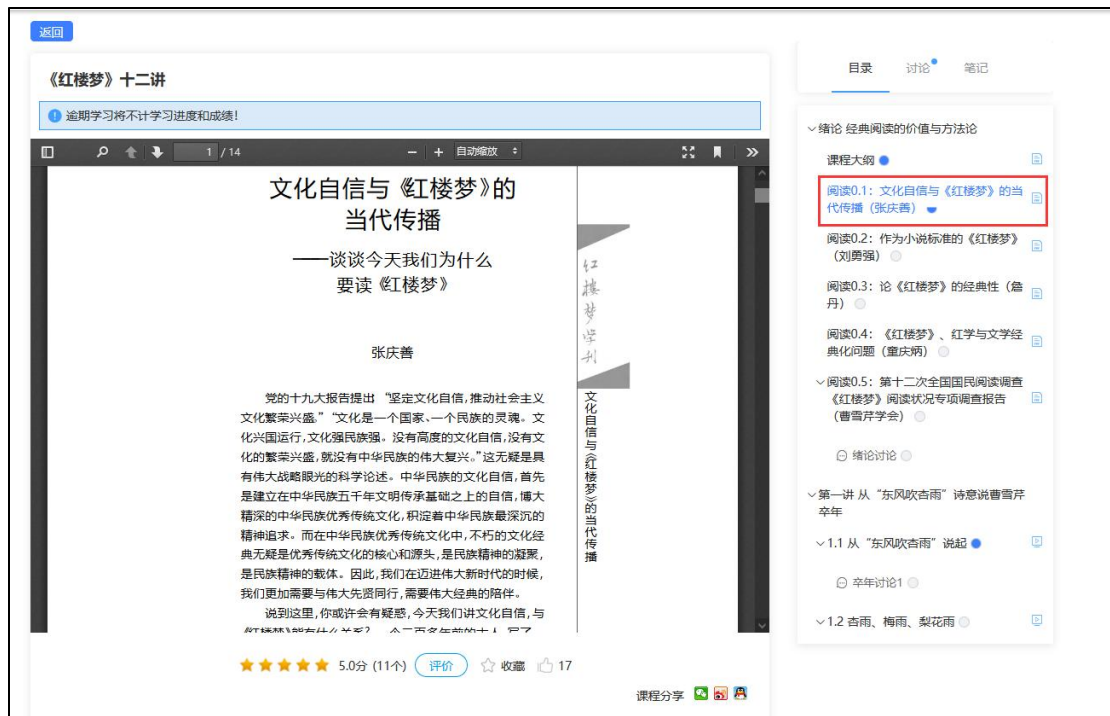 返回
《红楼梦》十二讲
逾期学习将不计学习进度和成绩!
1 / 14
自动缩放
文化自信与《红楼梦》的
当代传播
——谈谈今天我们为什么
要读《红楼梦》
张庆善
党的十九大报告提出“坚定文化自信,推动社会主义
文化繁荣兴盛。”“文化是一个国家、一个民族的灵魂。文
化兴国运行,文化强民族强。没有高度的文化自信,没有文
化的繁荣兴盛,就没有中华民族的伟大复兴。”这无疑是具
有伟大战略眼光的科学论述。中华民族的文化自信,首先
是建立在中华民族五千年文明传承基础之上的自信,博大
精深的中华民族优秀传统文化,积淀着中华民族最深沉的
精神追求。而在中华民族优秀传统文化中,不朽的文化经
典无疑是优秀传统文化的核心和源头,是民族精神的凝聚,
是民族精神的载体。因此,我们在迈进伟大新时代的时候,
我们更加需要与伟大先贤同行,需要伟大经典的陪伴。
说到这里,你或许会有疑惑,今天我们讲文化自信,与
红楼梦学刊
文化自信与《红楼梦》的当代传播
5.0分 (11个)
评价
收藏
17
课程分享
目录
讨论
笔记
绪论 经典阅读的价值与方法论
课程大纲
阅读0.1：文化自信与《红楼梦》的当
代传播（张庆善）
阅读0.2：作为小说标准的《红楼梦》
（刘勇强）
阅读0.3：论《红楼梦》的经典性（詹
丹）
阅读0.4：《红楼梦》、红学与文学经
典化问题（童庆炳）
阅读0.5：第十二次全国国民阅读调查
《红楼梦》阅读状况专项调查报告
（曹雪芹学会）
绪论讨论
第一讲 从“东风吹杏雨”诗意说曹雪芹
卒年
1.1 从“东风吹杏雨”说起
卒年讨论1
1.2 杏雨、梅雨、梨花雨